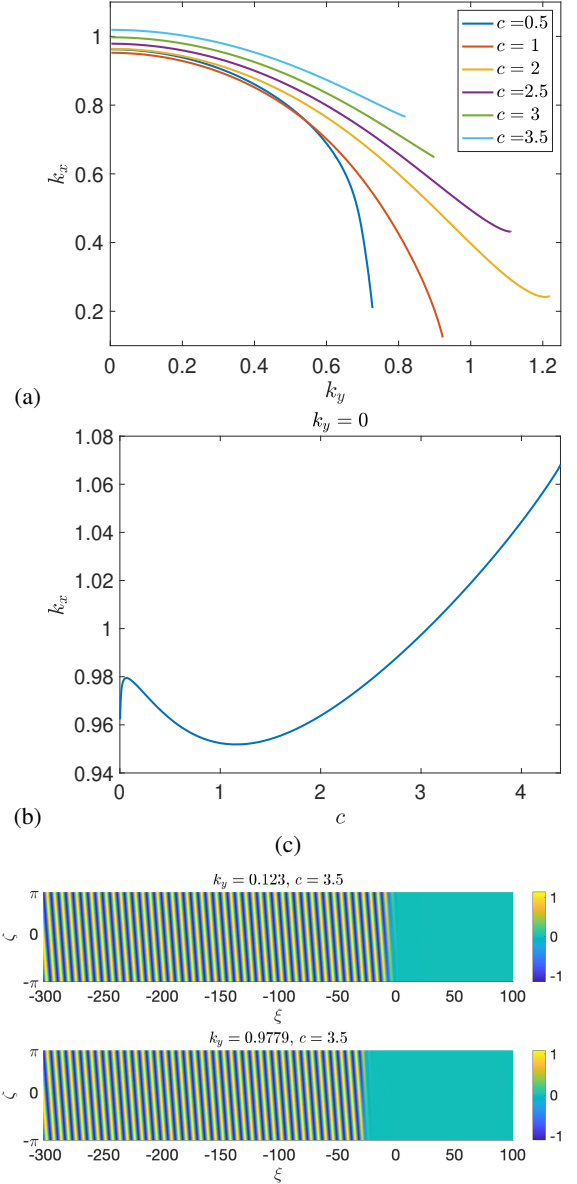 1
0.8
0.6
0.4
0.2
k_x
c =0.5
c = 1
c = 2
c =2.5
c = 3
c =3.5
0 0.2 0.4 0.6 0.8 1 1.2
k_y
(a)
k_y = 0
1.08
1.06
1.04
1.02
1
0.98
0.96
0.94
k_x
0 1 2 3 4
c
(b)
(c)
k_y = 0.123, c = 3.5
π
0
-π
ζ
-300 -250 -200 -150 -100 -50 0 50 100
ξ
1
0
-1
k_y = 0.9779, c = 3.5
π
0
-π
ζ
-300 -250 -200 -150 -100 -50 0 50 100
ξ
1
0
-1